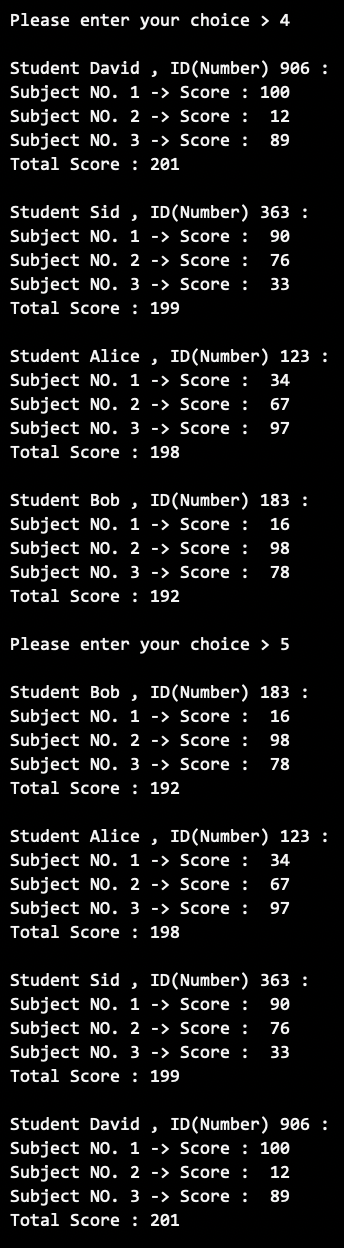 Please enter your choice > 4
Student David , ID(Number) 906 :
Subject NO. 1 -> Score : 100
Subject NO. 2 -> Score :  12
Subject NO. 3 -> Score :  89
Total Score : 201
Student Sid , ID(Number) 363 :
Subject NO. 1 -> Score :  90
Subject NO. 2 -> Score :  76
Subject NO. 3 -> Score :  33
Total Score : 199
Student Alice , ID(Number) 123 :
Subject NO. 1 -> Score :  34
Subject NO. 2 -> Score :  67
Subject NO. 3 -> Score :  97
Total Score : 198
Student Bob , ID(Number) 183 :
Subject NO. 1 -> Score :  16
Subject NO. 2 -> Score :  98
Subject NO. 3 -> Score :  78
Total Score : 192
Please enter your choice > 5
Student Bob , ID(Number) 183 :
Subject NO. 1 -> Score :  16
Subject NO. 2 -> Score :  98
Subject NO. 3 -> Score :  78
Total Score : 192
Student Alice , ID(Number) 123 :
Subject NO. 1 -> Score :  34
Subject NO. 2 -> Score :  67
Subject NO. 3 -> Score :  97
Total Score : 198
Student Sid , ID(Number) 363 :
Subject NO. 1 -> Score :  90
Subject NO. 2 -> Score :  76
Subject NO. 3 -> Score :  33
Total Score : 199
Student David , ID(Number) 906 :
Subject NO. 1 -> Score : 100
Subject NO. 2 -> Score :  12
Subject NO. 3 -> Score :  89
Total Score : 201